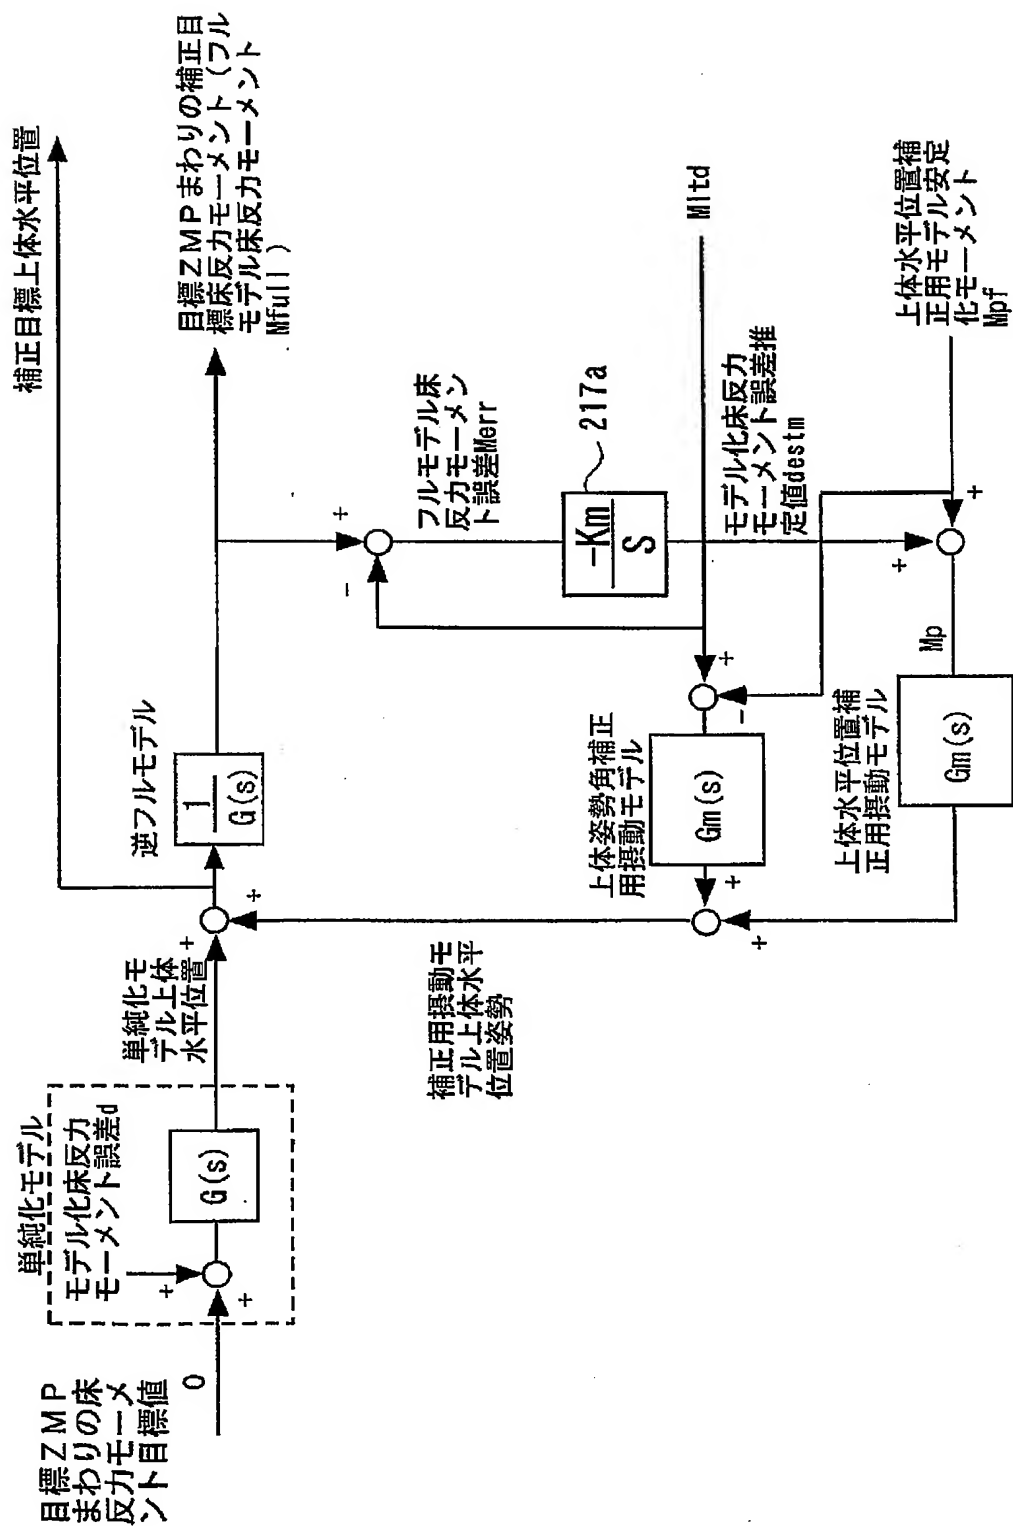 補正目標上体水平位置
目標ZMPまわりの補正目
標床反力モーメント（フル
モデル床反力モーメント
Mfull）
逆フルモデル
1
G(s)
+
+
単純化モ
デル上体
水平位置
単純化モデル
モデル化床反力
モーメント誤差d
G(s)
+
+
目標ZMP
まわりの床
反力モーメ
ント目標値
0
+
-
フルモデル床
反力モーメン
ト誤差Merr
217a
-Km
S
Mltd
モデル化床反力
モーメント誤差推
定値destm
+
-
上体姿勢角補正
用摂動モデル
Gm(s)
+
+
補正用摂動モ
デル上体水平
位置姿勢
上体水平位置補
正用モデル安定
化モーメント
Mpf
+
+
Mp
上体水平位置補
正用摂動モデル
Gm(s)